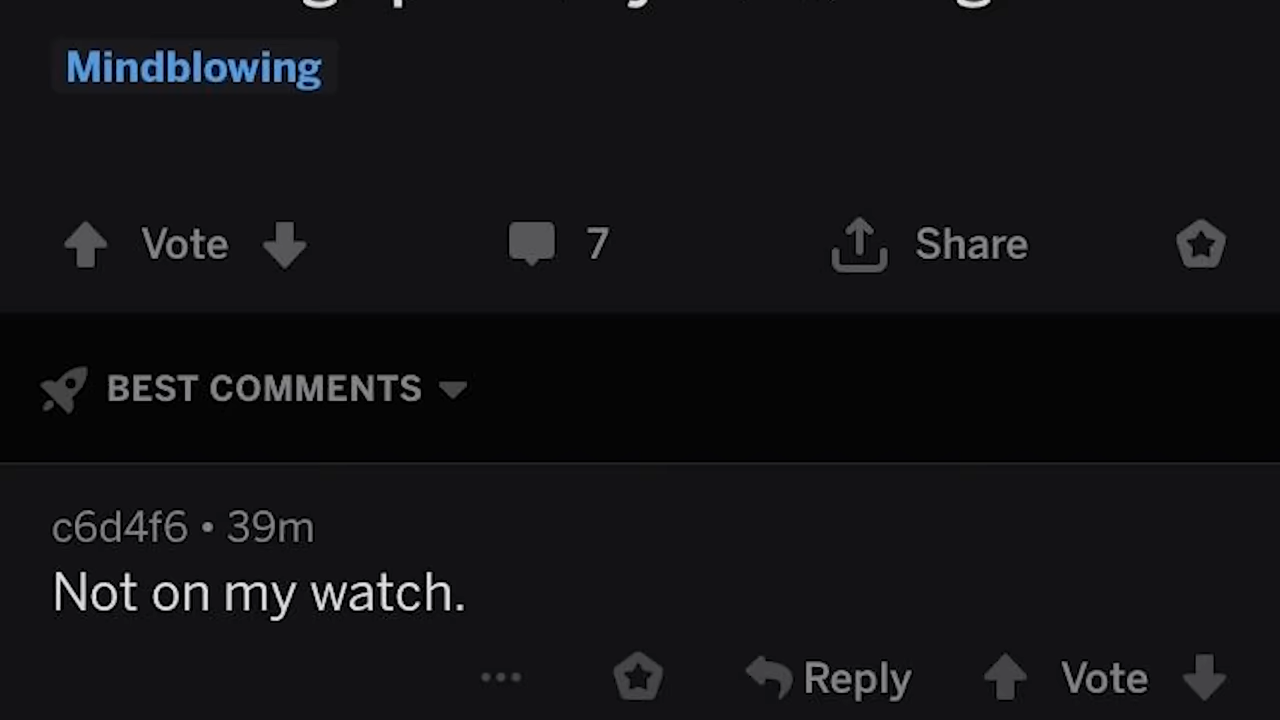 Mindblowing
Vote 7 Share
BEST COMMENTS
c6d4f6 • 39m
Not on my watch.
... Reply Vote